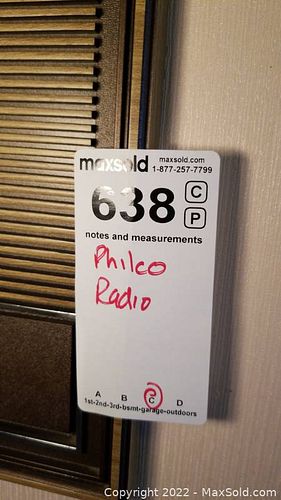 maxsold maxsold.com
1-877-257-7799
638 C
P
notes and measurements
Philco
Radio
A B C D
1st-2nd-3rd-bsmt-garage-outdoors
Copyright © 2022 - MaxSold.com